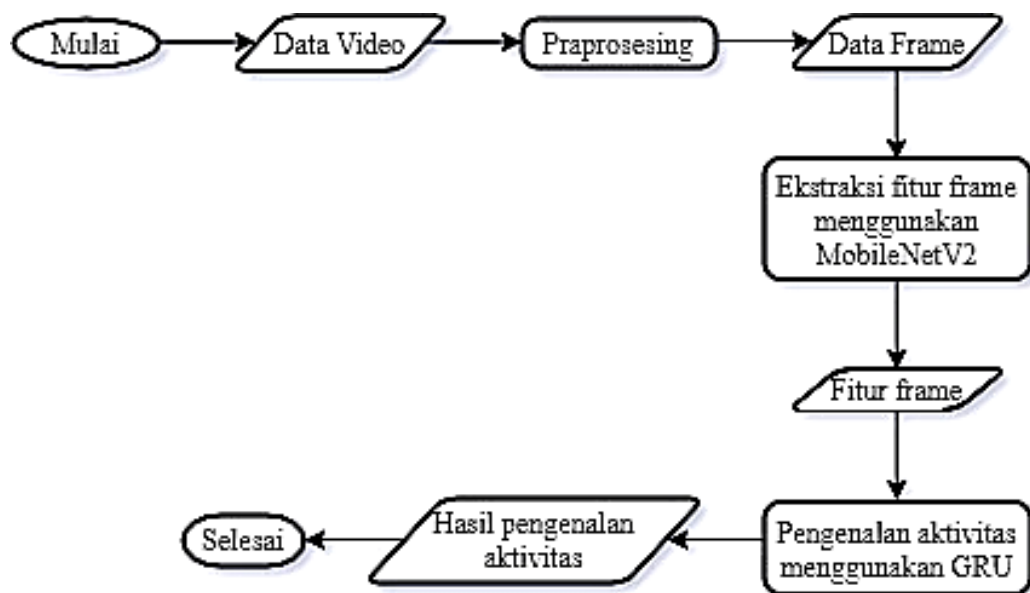 Mulai
Data Video
Praprosesing
Data Frame
Ekstraksi fitur frame
menggunakan
MobileNetV2
Fitur frame
Pengenalan aktivitas
menggunakan GRU
Hasil pengenalan
aktivitas
Selesai